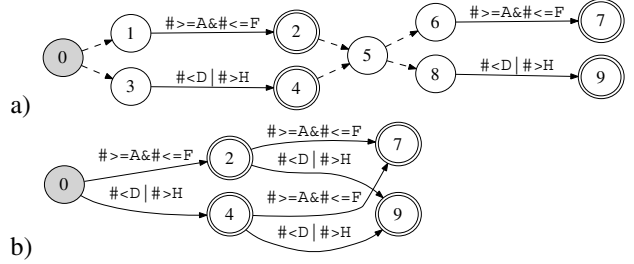 #>=A&#<=F #>=A&#<=F
0 1 2 5 6 7
3 4 8 9
#<D|#>H #<D|#>H
a)
#>=A&#<=F #>=A&#<=F
#<D|#>H #<D|#>H
0 2 7
#>=A&#<=F
4 9
#<D|#>H
b)